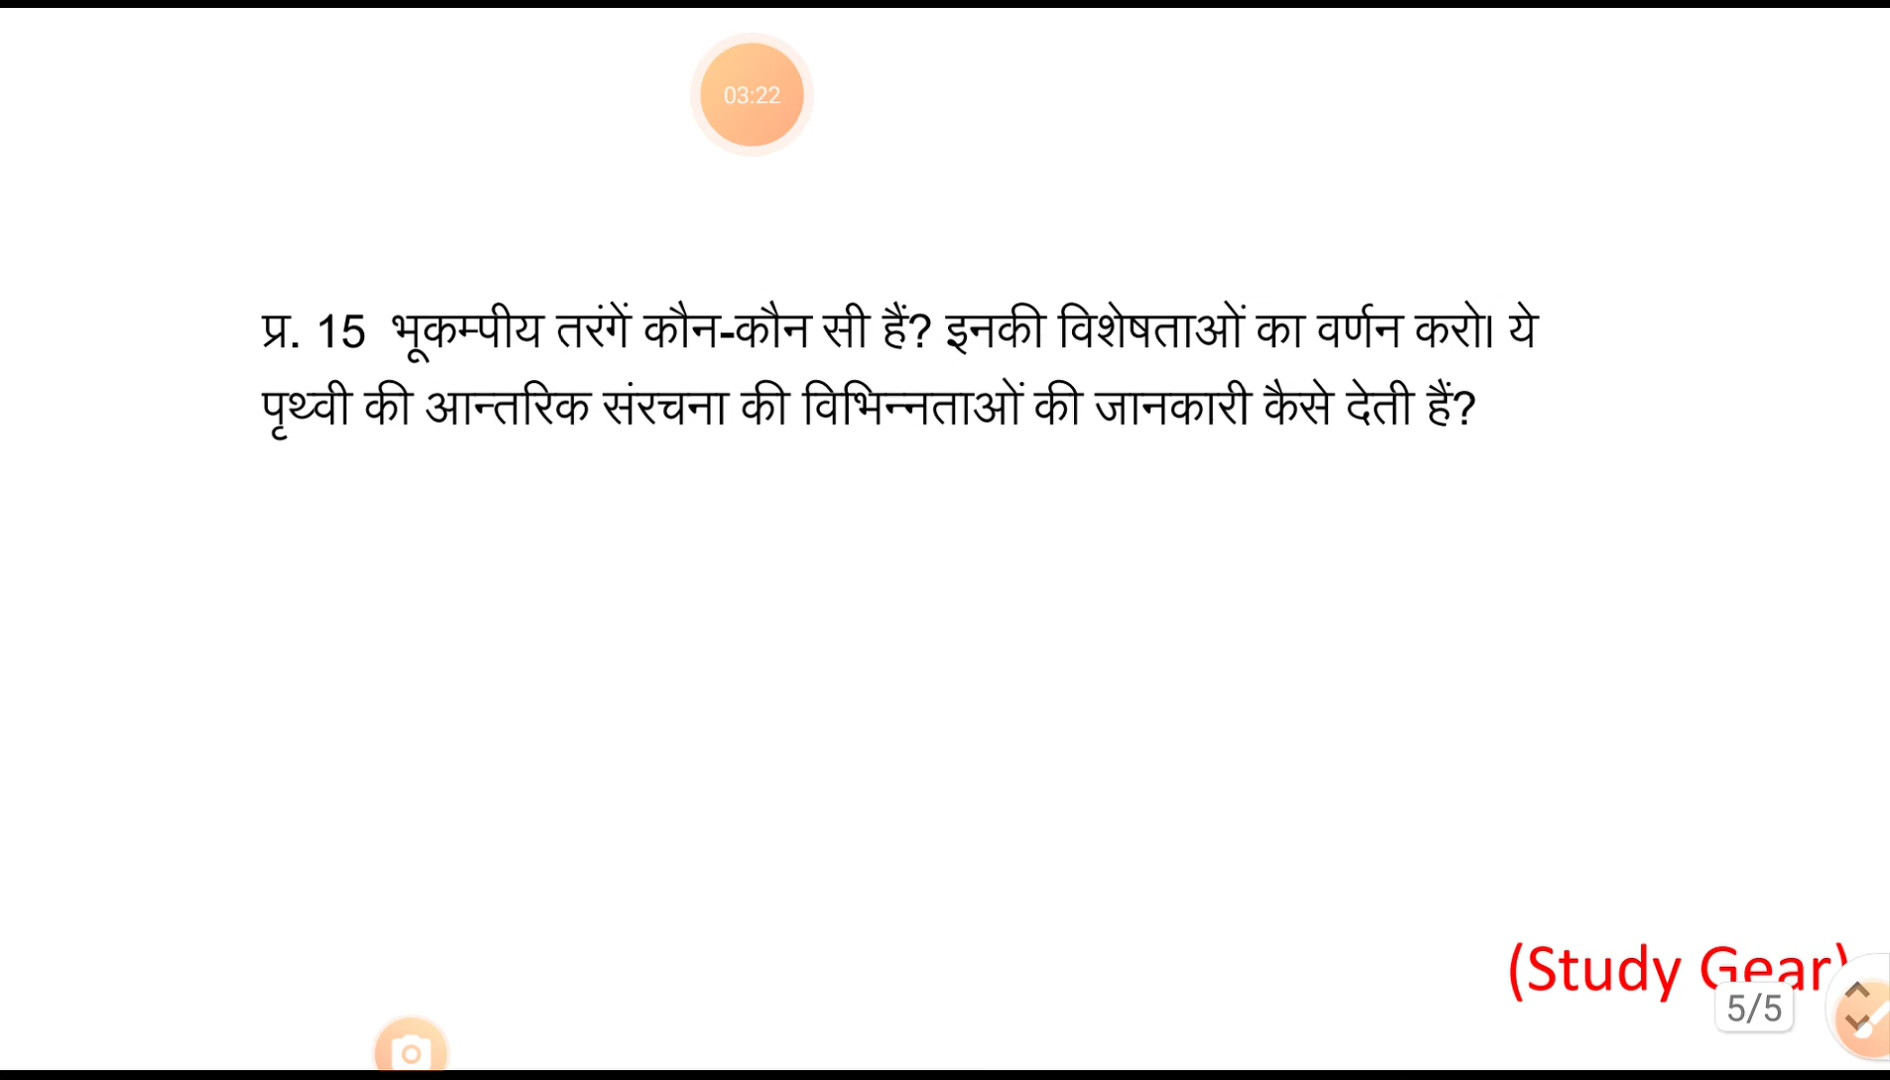 03:22
प्र. 15 भूकम्पीय तरंगें कौन-कौन सी हैं? इनकी विशेषताओं का वर्णन करो। ये
पृथ्वी की आन्तरिक संरचना की विभिन्नताओं की जानकारी कैसे देती हैं?
(Study Gear)
5/5